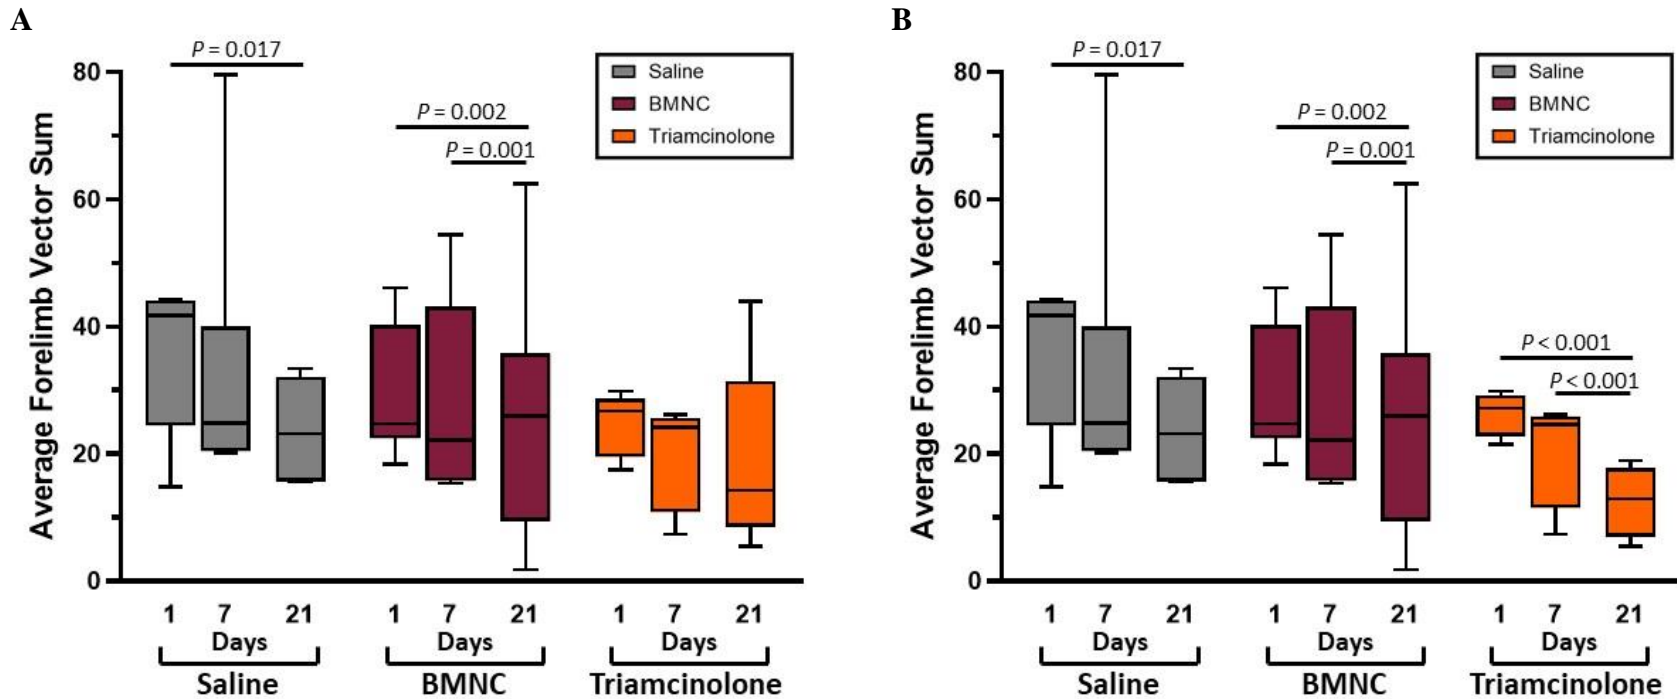 A
P = 0.017
P = 0.002
P = 0.001
Saline
BMNC
Triamcinolone
Average Forelimb Vector Sum
80
60
40
20
0
1 7 21 1 7 21 1 7 21
Days Days Days
Saline BMNC Triamcinolone
B
P = 0.017
P = 0.002
P = 0.001
P < 0.001
P < 0.001
Saline
BMNC
Triamcinolone
Average Forelimb Vector Sum
80
60
40
20
0
1 7 21 1 7 21 1 7 21
Days Days Days
Saline BMNC Triamcinolone